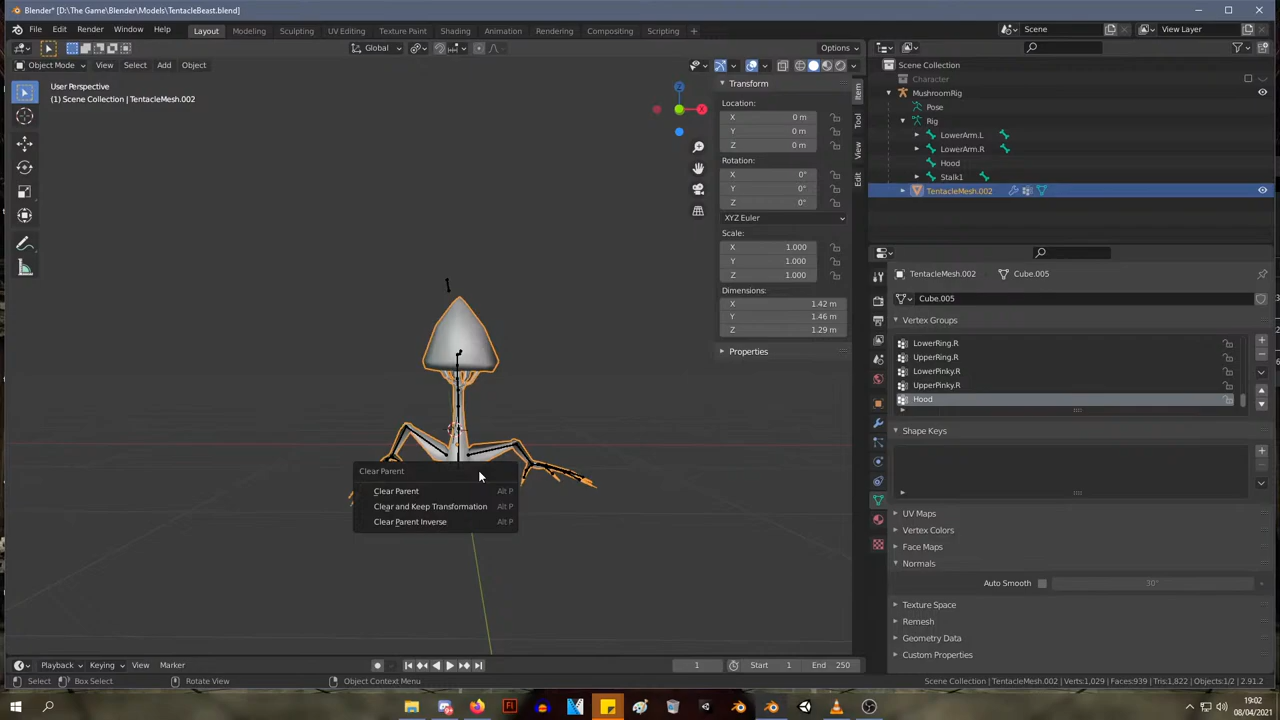 Blender* [D:\The Game\Blender\Models\TentacleBeast.blend]
File Edit Render Window Help Layout Modeling Sculpting UV Editing Texture Paint Shading Animation Rendering Compositing Scripting + Scene View Layer
Global Options
Object Mode View Select Add Object
User Perspective
(1) Scene Collection | TentacleMesh.002
Z
X
Transform
Location:
X 0 m
Y 0 m
Z 0 m
Rotation:
X 0°
Y 0°
Z 0°
XYZ Euler
Scale:
X 1.000
Y 1.000
Z 1.000
Dimensions:
X 1.42 m
Y 1.46 m
Z 1.29 m
Properties
Item
Tool
View
Edit
Scene Collection
Character
MushroomRig
Pose
Rig
LowerArm.L
LowerArm.R
Hood
Stalk1
TentacleMesh.002
TentacleMesh.002 Cube.005
Cube.005
Vertex Groups
LowerRing.R
UpperRing.R
LowerPinky.R
UpperPinky.R
Hood
Shape Keys
UV Maps
Vertex Colors
Face Maps
Normals
Auto Smooth 30°
Texture Space
Remesh
Geometry Data
Custom Properties
Clear Parent
Clear Parent Alt P
Clear and Keep Transformation Alt P
Clear Parent Inverse Alt P
Playback Keying View Marker 1 Start 1 End 250
Select Box Select Rotate View Object Context Menu Scene Collection | TentacleMesh.002 | Verts:1,029 | Faces:939 | Tris:1,822 | Objects:1/2 | 2.91.2
19:02
08/04/2021